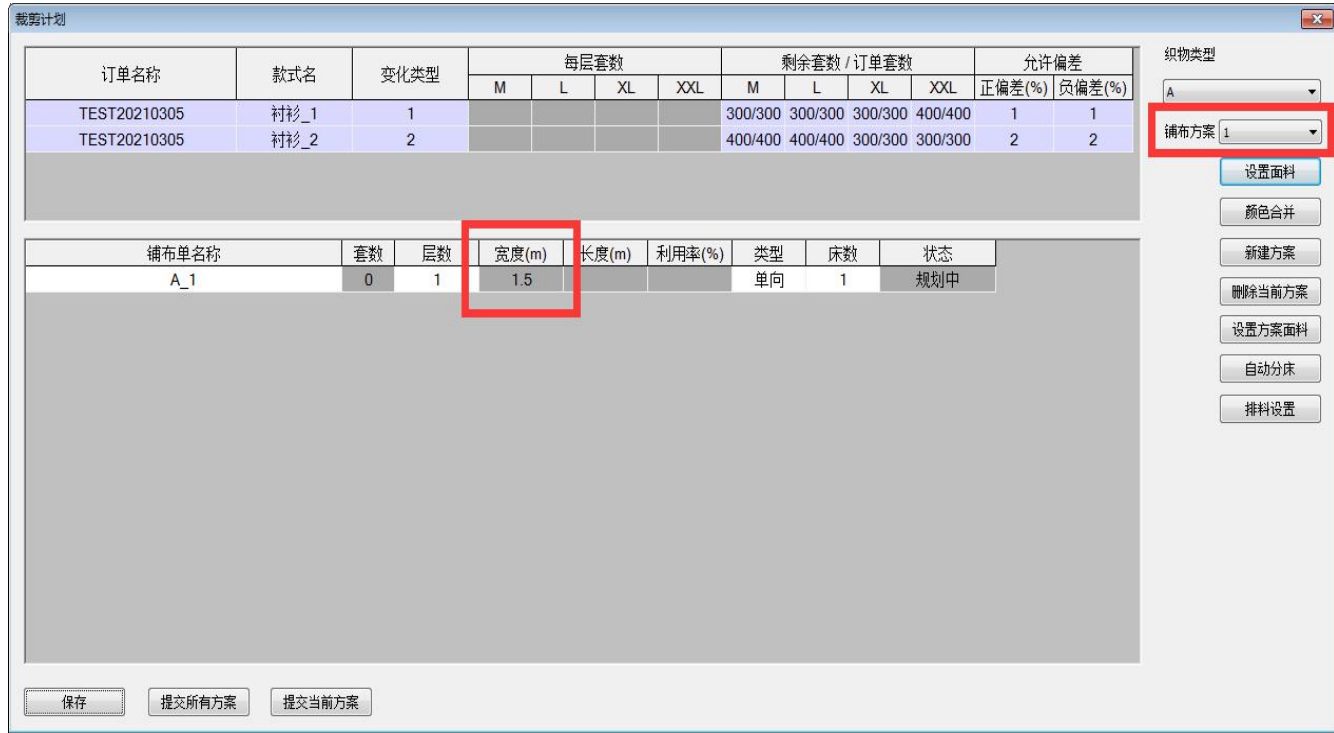 裁剪计划
订单名称 款式名 变化类型 每层套数 剩余套数 / 订单套数 允许偏差
M L XL XXL M L XL XXL 正偏差(%) 负偏差(%)
TEST20210305 衬衫_1 1 300/300 300/300 300/300 400/400 1 1
TEST20210305 衬衫_2 2 400/400 400/400 300/300 300/300 2 2
织物类型
A
铺布方案 1
设置面料
颜色合并
新建方案
删除当前方案
设置方案面料
自动分床
排料设置
铺布单名称 套数 层数 宽度(m) 长度(m) 利用率(%) 类型 床数 状态
A_1 0 1 1.5 单向 1 规划中
保存 提交所有方案 提交当前方案